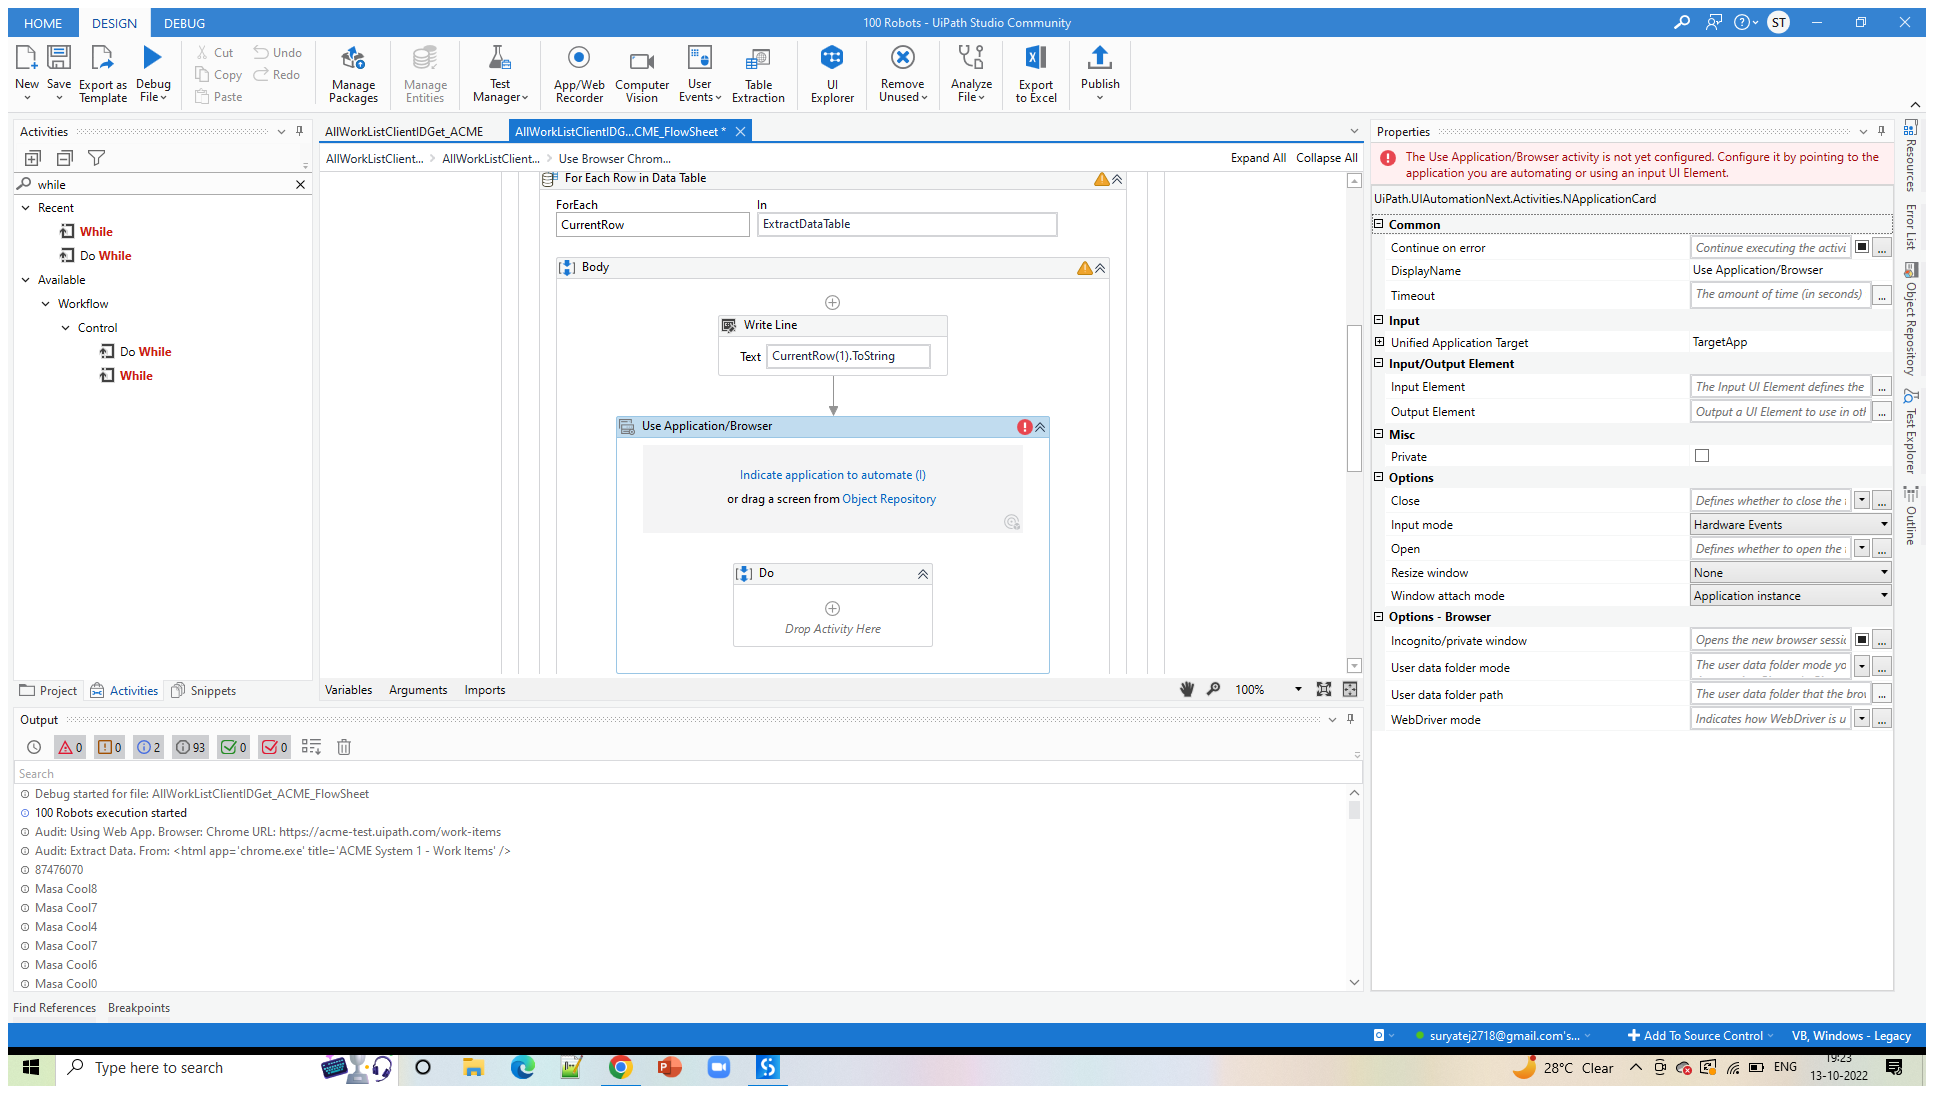 HOME DESIGN DEBUG 100 Robots - UiPath Studio Community ST
New Save Export as Template Debug File Cut Copy Paste Undo Redo Manage Packages Manage Entities Test Manager App/Web Recorder Computer Vision User Events Table Extraction UI Explorer Remove Unused Analyze File Export to Excel Publish
Activities
while
Recent
While
Do While
Available
Workflow
Control
Do While
While
Project Activities Snippets
AllWorkListClientIDGet_ACME AllWorkListClientIDG...CME_FlowSheet *
AllWorkListClient... AllWorkListClient... Use Browser Chrom... Expand All Collapse All
For Each Row in Data Table
ForEach In
CurrentRow ExtractDataTable
Body
Write Line
Text CurrentRow(1).ToString
Use Application/Browser
Indicate application to automate (I)
or drag a screen from Object Repository
Do
Drop Activity Here
Variables Arguments Imports 100%
Properties
The Use Application/Browser activity is not yet configured. Configure it by pointing to the
application you are automating or using an input UI Element.
UiPath.UIAutomationNext.Activities.NApplicationCard
Common
Continue on error Continue executing the activi ...
DisplayName Use Application/Browser
Timeout The amount of time (in seconds) ...
Input
Unified Application Target TargetApp
Input/Output Element
Input Element The Input UI Element defines the ...
Output Element Output a UI Element to use in ot ...
Misc
Private
Options
Close Defines whether to close the ...
Input mode Hardware Events
Open Defines whether to open the ...
Resize window None
Window attach mode Application instance
Options - Browser
Incognito/private window Opens the new browser sessi ...
User data folder mode The user data folder mode yo ...
User data folder path The user data folder that the bro ...
WebDriver mode Indicates how WebDriver is u ...
Resources
Error List
Object Repository
Test Explorer
Outline
Output
0 0 2 93 0 0
Search
Debug started for file: AllWorkListClientIDGet_ACME_FlowSheet
100 Robots execution started
Audit: Using Web App. Browser: Chrome URL: https://acme-test.uipath.com/work-items
Audit: Extract Data. From: <html app='chrome.exe' title='ACME System 1 - Work Items' />
87476070
Masa Cool8
Masa Cool7
Masa Cool4
Masa Cool7
Masa Cool6
Masa Cool0
Find References Breakpoints
suryatej2718@gmail.com's... Add To Source Control VB, Windows - Legacy
Type here to search 28°C Clear ENG 19:23
13-10-2022